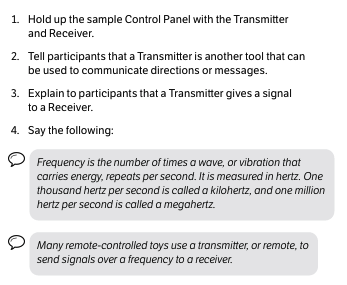 1. Hold up the sample Control Panel with the Transmitter
and Receiver.
2. Tell participants that a Transmitter is another tool that can
be used to communicate directions or messages.
3. Explain to participants that a Transmitter gives a signal
to a Receiver.
4. Say the following:
Frequency is the number of times a wave, or vibration that
carries energy, repeats per second. It is measured in hertz. One
thousand hertz per second is called a kilohertz, and one million
hertz per second is called a megahertz.
Many remote-controlled toys use a transmitter, or remote, to
send signals over a frequency to a receiver.